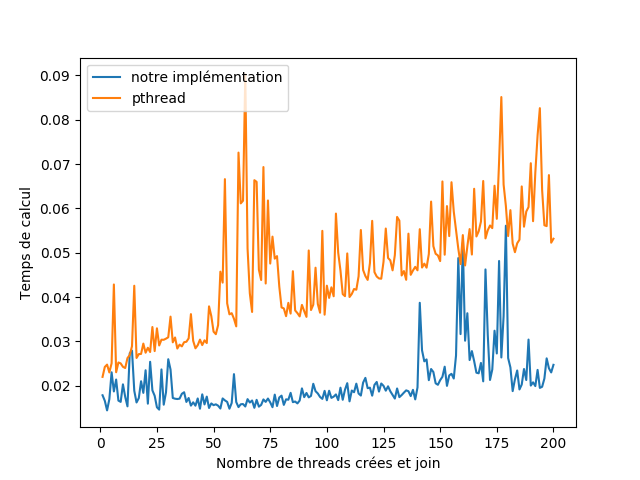 notre implémentation
pthread
0.09
0.08
0.07
0.06
0.05
0.04
0.03
0.02
Temps de calcul
0 25 50 75 100 125 150 175 200
Nombre de threads crées et join